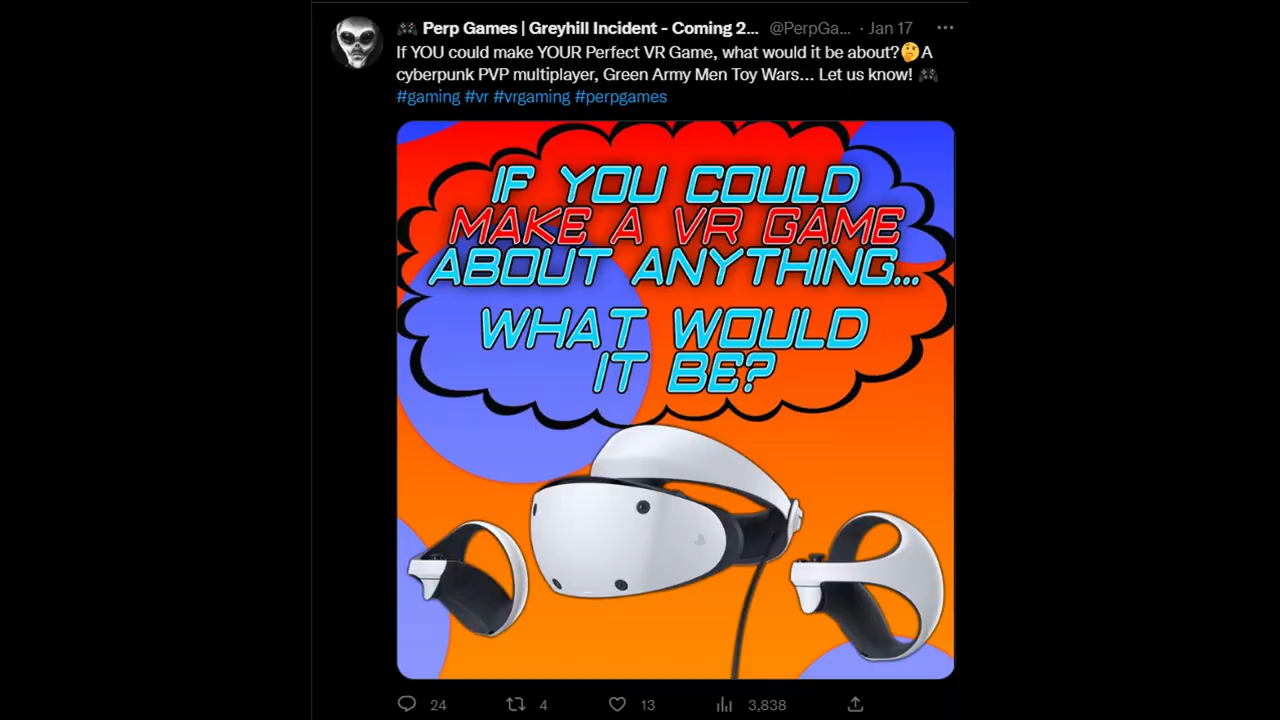 🎮 Perp Games | Greyhill Incident - Coming 2... @PerpGa... · Jan 17 ...
If YOU could make YOUR Perfect VR Game, what would it be about?🤔A
cyberpunk PVP multiplayer, Green Army Men Toy Wars... Let us know! 🎮
#gaming #vr #vrgaming #perpgames
IF YOU COULD
MAKE A VR GAME
ABOUT ANYTHING...
WHAT WOULD
IT BE?
24 4 13 3,838